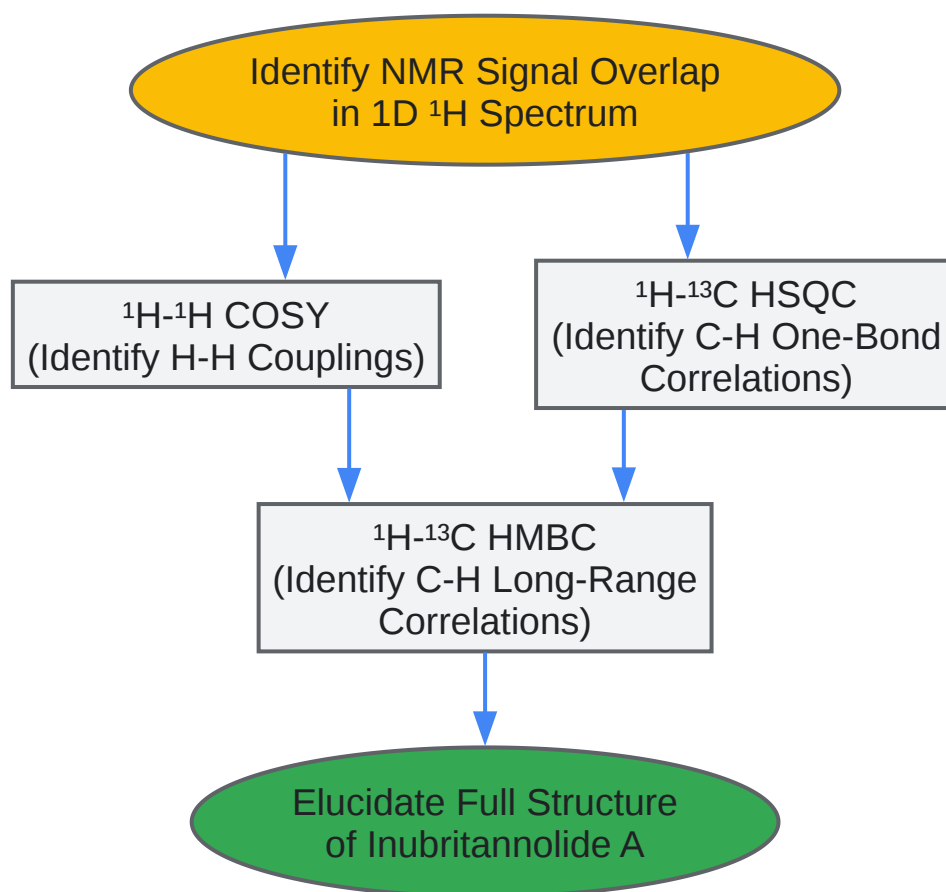 Identify NMR Signal Overlap
in 1D ¹H Spectrum
¹H-¹H COSY
(Identify H-H Couplings)
¹H-¹³C HSQC
(Identify C-H One-Bond
Correlations)
¹H-¹³C HMBC
(Identify C-H Long-Range
Correlations)
Elucidate Full Structure
of Inubritannolide A